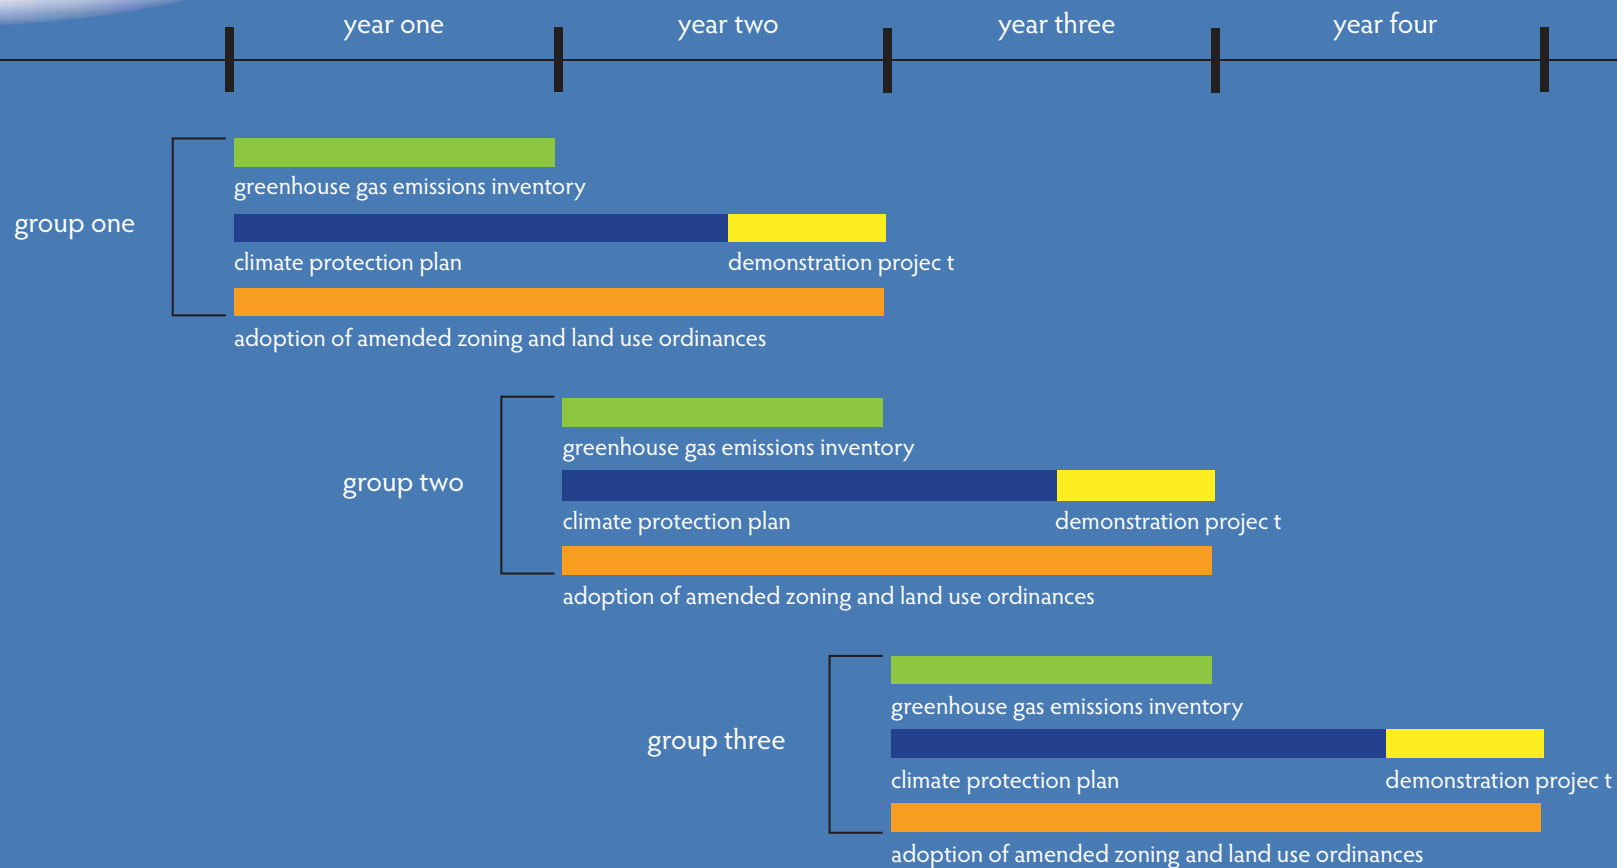 year one
year two
year three
year four
group one
greenhouse gas emissions inventory
climate protection plan
demonstration projec t
adoption of amended zoning and land use ordinances
group two
greenhouse gas emissions inventory
climate protection plan
demonstration projec t
adoption of amended zoning and land use ordinances
group three
greenhouse gas emissions inventory
climate protection plan
demonstration projec t
adoption of amended zoning and land use ordinances